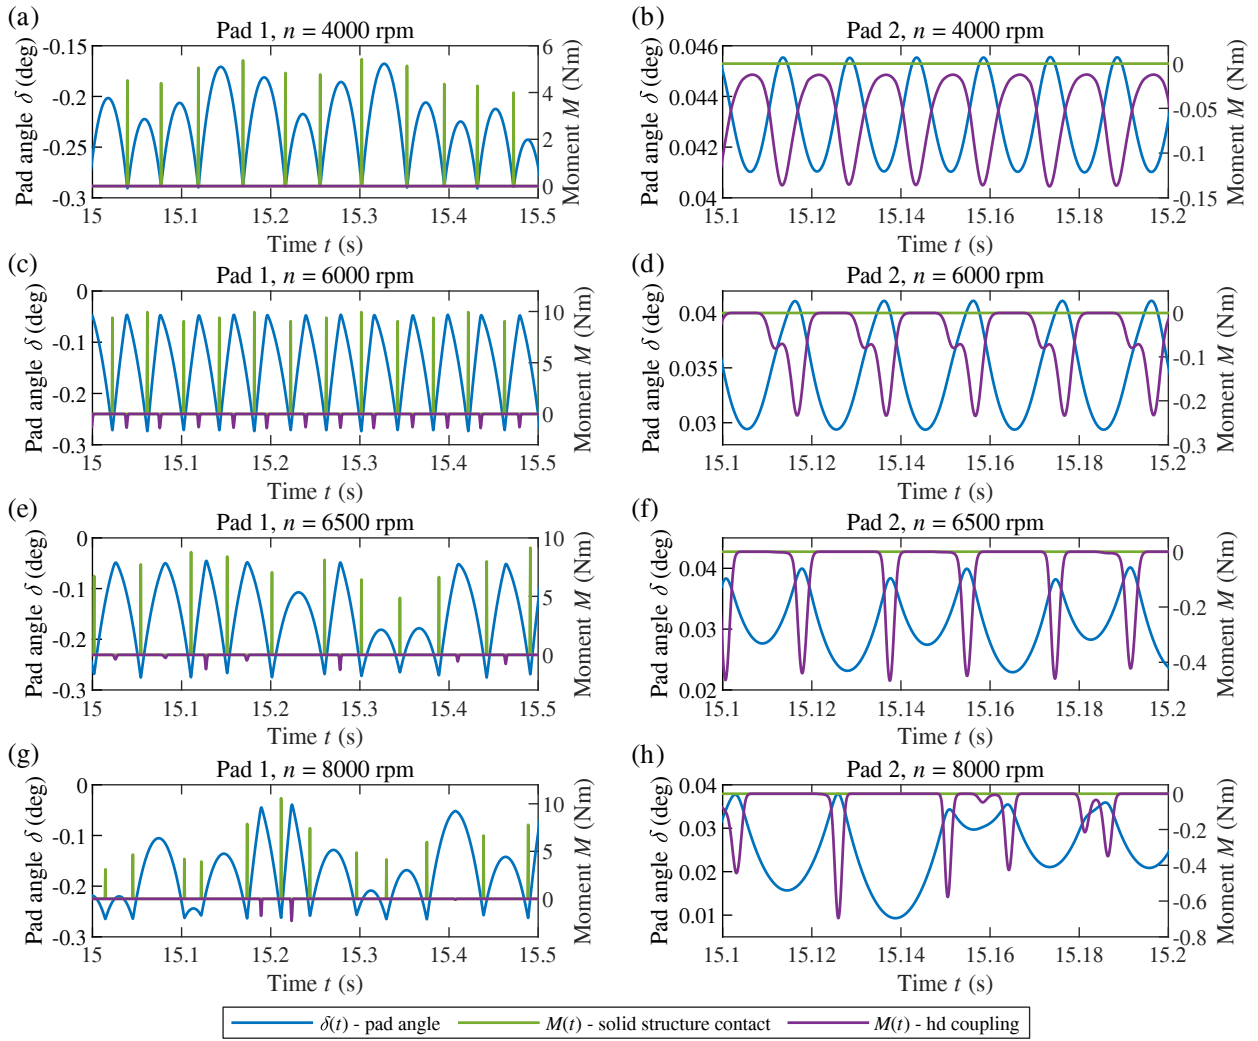 (a)
Pad 1, n = 4000 rpm
Pad angle δ (deg)
-0.15
-0.2
-0.25
-0.3
6
4
2
0
Moment M (Nm)
15 15.1 15.2 15.3 15.4 15.5
Time t (s)
(b)
Pad 2, n = 4000 rpm
Pad angle δ (deg)
0.046
0.044
0.042
0.04
0
-0.05
-0.1
-0.15
Moment M (Nm)
15.1 15.12 15.14 15.16 15.18 15.2
Time t (s)
(c)
Pad 1, n = 6000 rpm
Pad angle δ (deg)
0
-0.1
-0.2
-0.3
10
5
0
Moment M (Nm)
15 15.1 15.2 15.3 15.4 15.5
Time t (s)
(d)
Pad 2, n = 6000 rpm
Pad angle δ (deg)
0.04
0.035
0.03
0
-0.1
-0.2
-0.3
Moment M (Nm)
15.1 15.12 15.14 15.16 15.18 15.2
Time t (s)
(e)
Pad 1, n = 6500 rpm
Pad angle δ (deg)
0
-0.1
-0.2
-0.3
10
5
0
Moment M (Nm)
15 15.1 15.2 15.3 15.4 15.5
Time t (s)
(f)
Pad 2, n = 6500 rpm
Pad angle δ (deg)
0.04
0.03
0.02
0
-0.2
-0.4
Moment M (Nm)
15.1 15.12 15.14 15.16 15.18 15.2
Time t (s)
(g)
Pad 1, n = 8000 rpm
Pad angle δ (deg)
0
-0.1
-0.2
-0.3
10
5
0
Moment M (Nm)
15 15.1 15.2 15.3 15.4 15.5
Time t (s)
(h)
Pad 2, n = 8000 rpm
Pad angle δ (deg)
0.04
0.03
0.02
0.01
0
-0.2
-0.4
-0.6
-0.8
Moment M (Nm)
15.1 15.12 15.14 15.16 15.18 15.2
Time t (s)
δ(t) - pad angle M(t) - solid structure contact M(t) - hd coupling